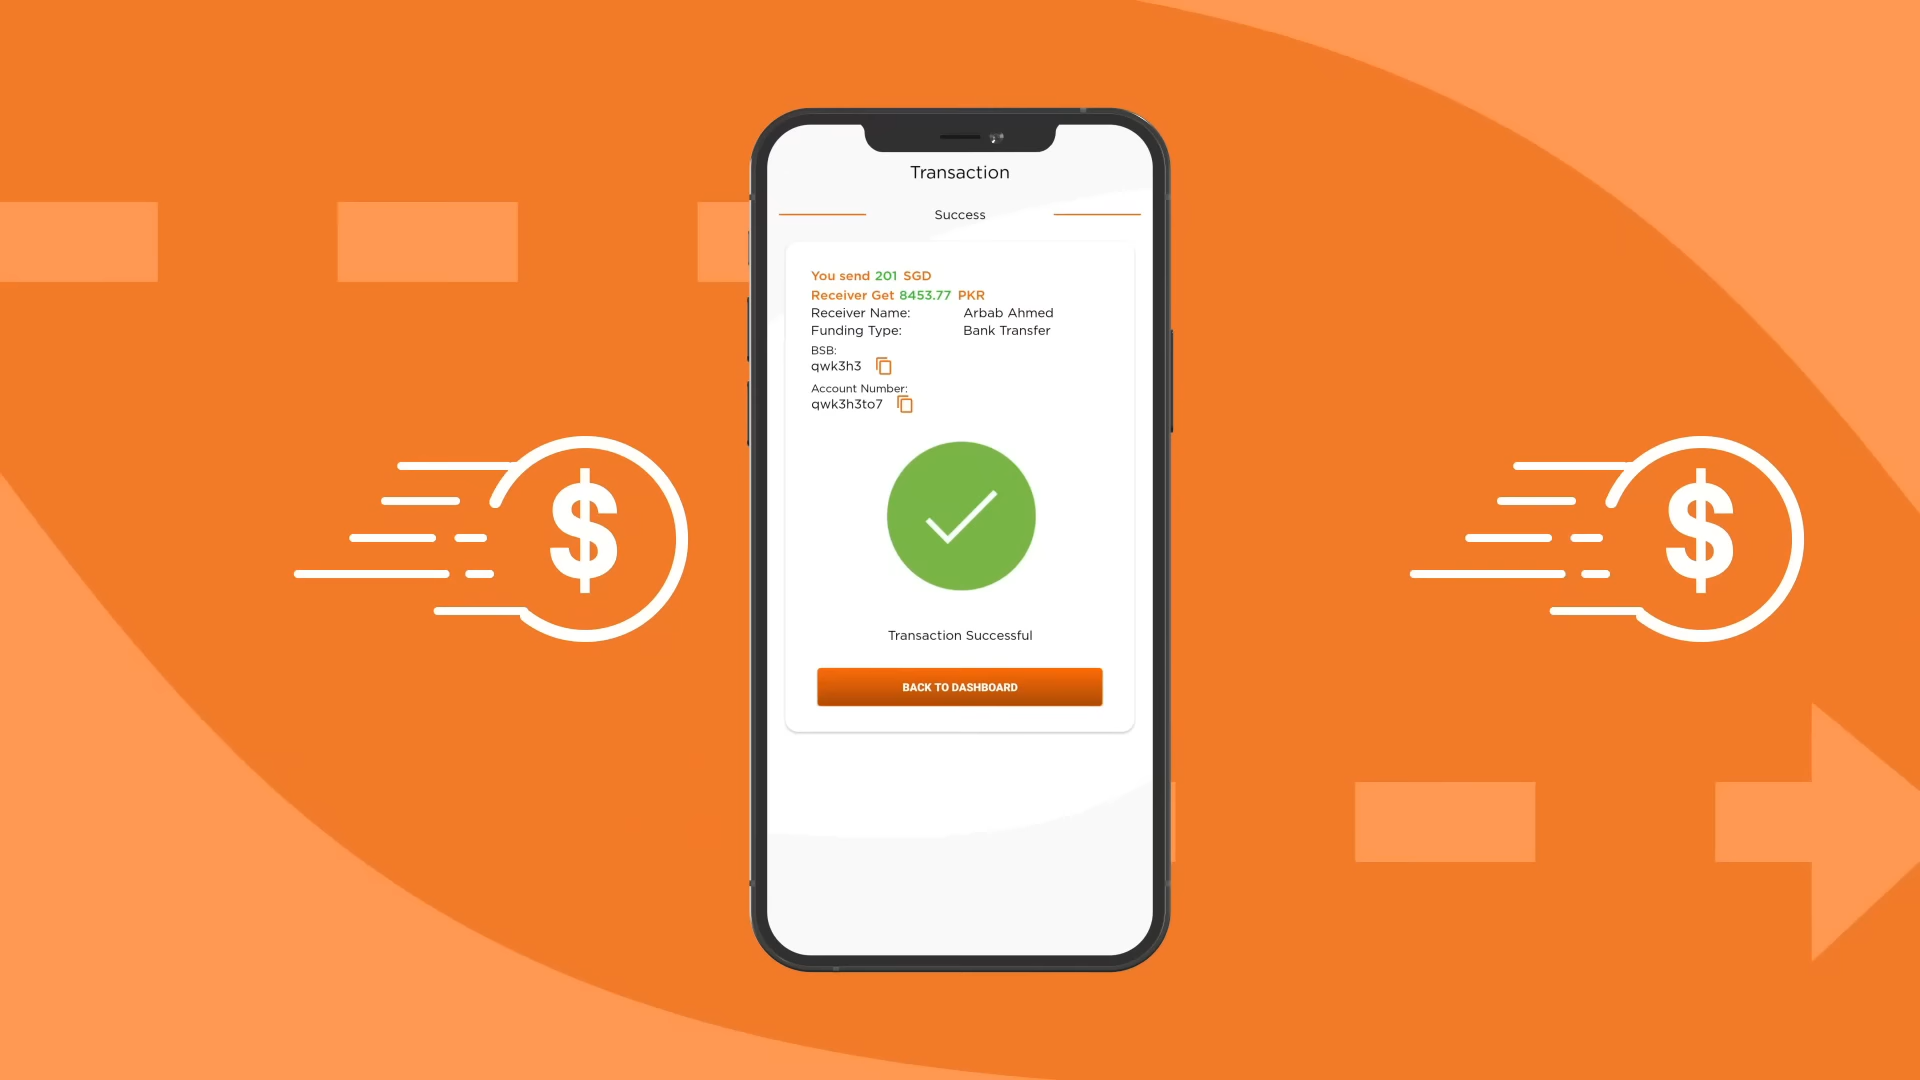 Transaction
Success
You send 201 SGD
Receiver Get 8453.77 PKR
Receiver Name: Arbab Ahmed
Funding Type: Bank Transfer
BSB:
qwk3h3
Account Number:
qwk3h3to7
$ $
Transaction Successful
BACK TO DASHBOARD